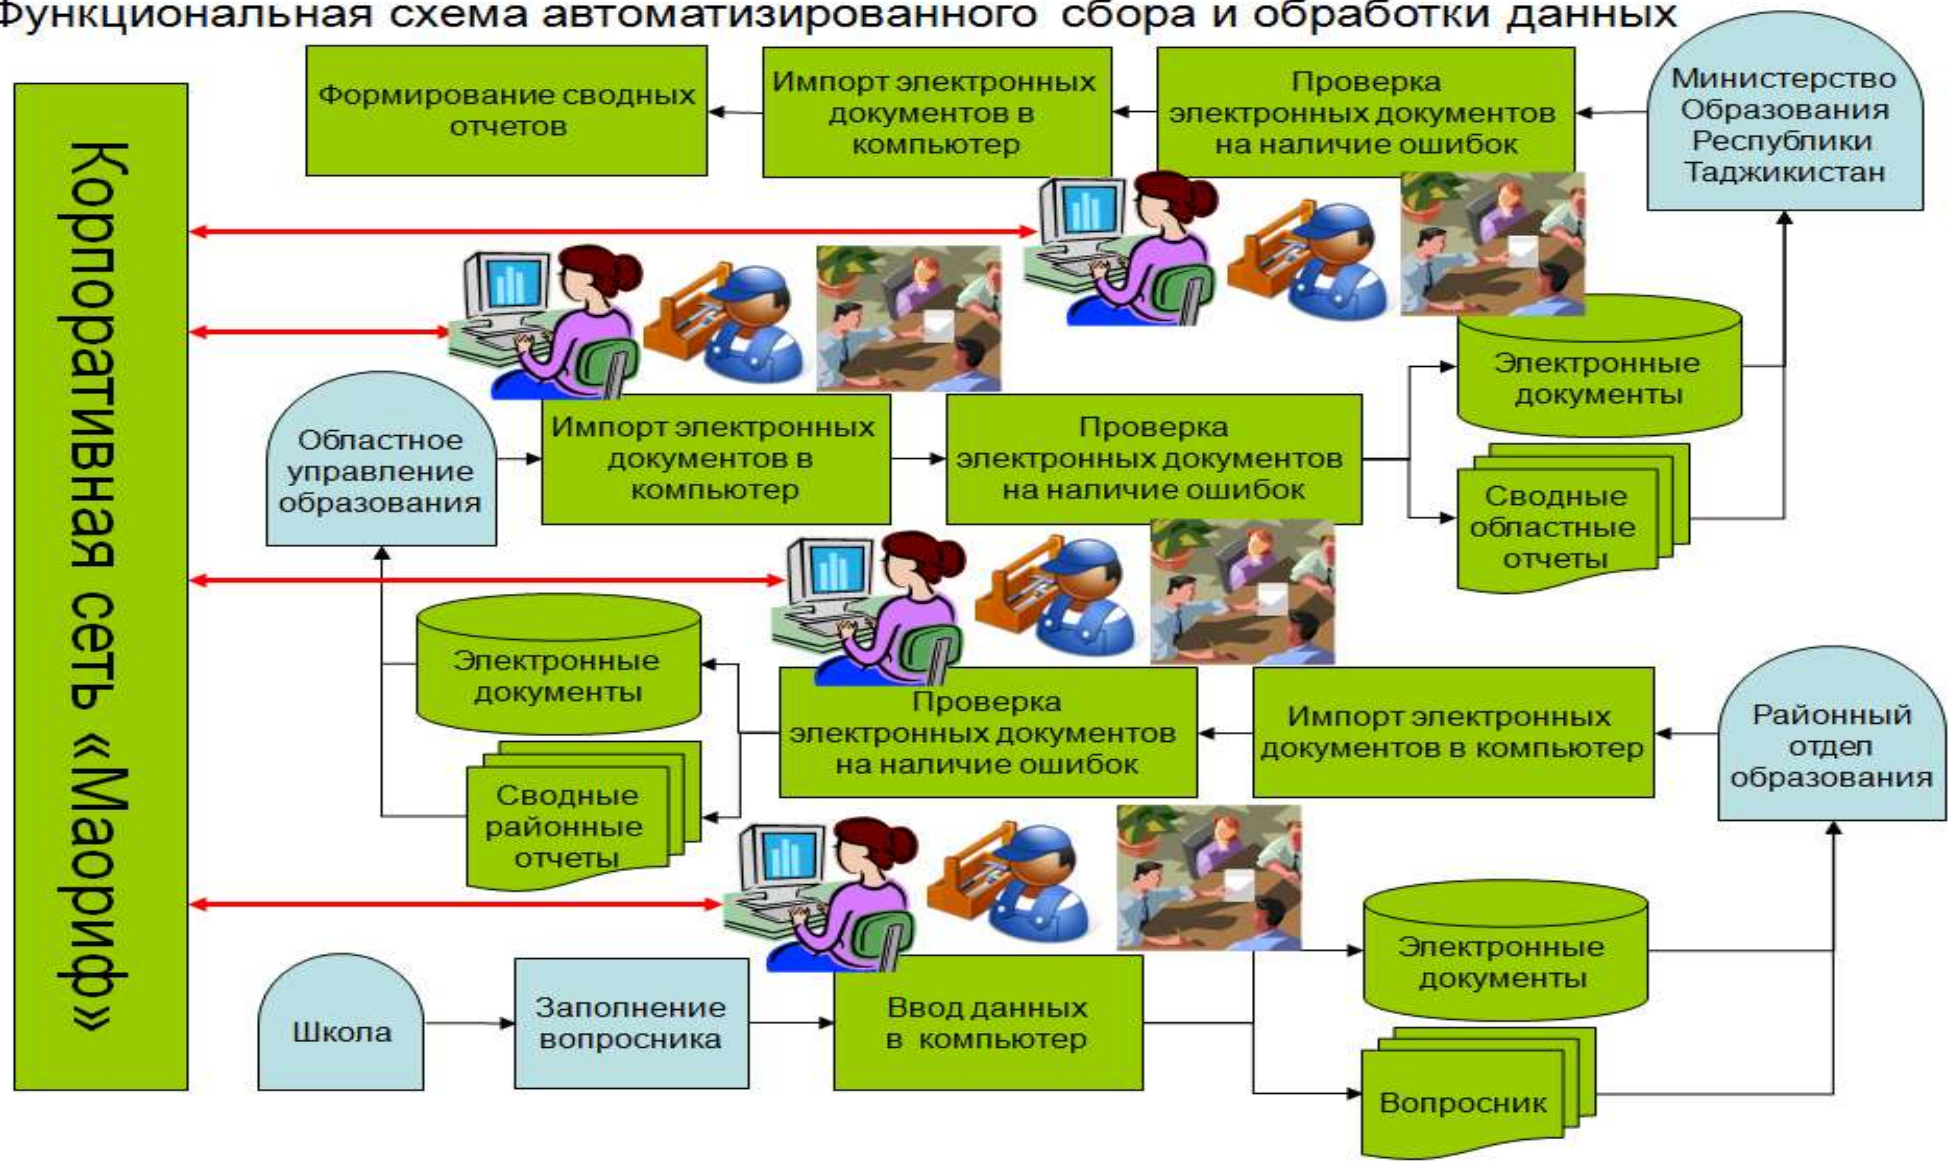 Функциональная схема автоматизированного сбора и обработки данных
Корпоративная сеть «Маориф»
Формирование сводных
отчетов
Импорт электронных
документов в
компьютер
Проверка
электронных документов
на наличие ошибок
Министерство
Образования
Республики
Таджикистан
Областное
управление
образования
Импорт электронных
документов в
компьютер
Проверка
электронных документов
на наличие ошибок
Электронные
документы
Сводные
областные
отчеты
Электронные
документы
Сводные
районные
отчеты
Проверка
электронных документов
на наличие ошибок
Импорт электронных
документов в компьютер
Районный
отдел
образования
Школа
Заполнение
вопросника
Ввод данных
в компьютер
Электронные
документы
Вопросник